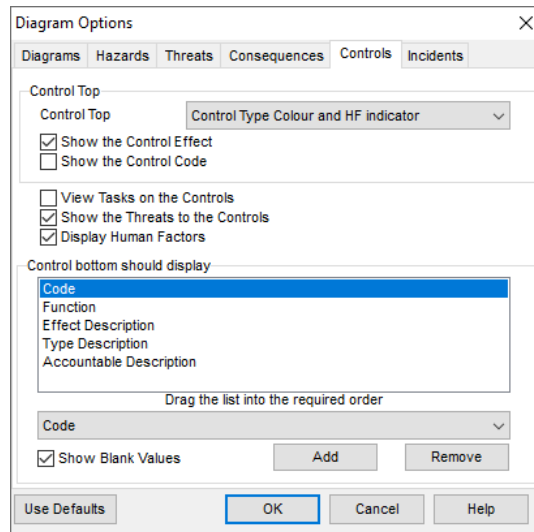 Diagram Options
Diagrams Hazards Threats Consequences Controls Incidents
Control Top
Control Top Control Type Colour and HF indicator
Show the Control Effect
Show the Control Code
View Tasks on the Controls
Show the Threats to the Controls
Display Human Factors
Control bottom should display
Code
Function
Effect Description
Type Description
Accountable Description
Drag the list into the required order
Code
Show Blank Values Add Remove
Use Defaults OK Cancel Help